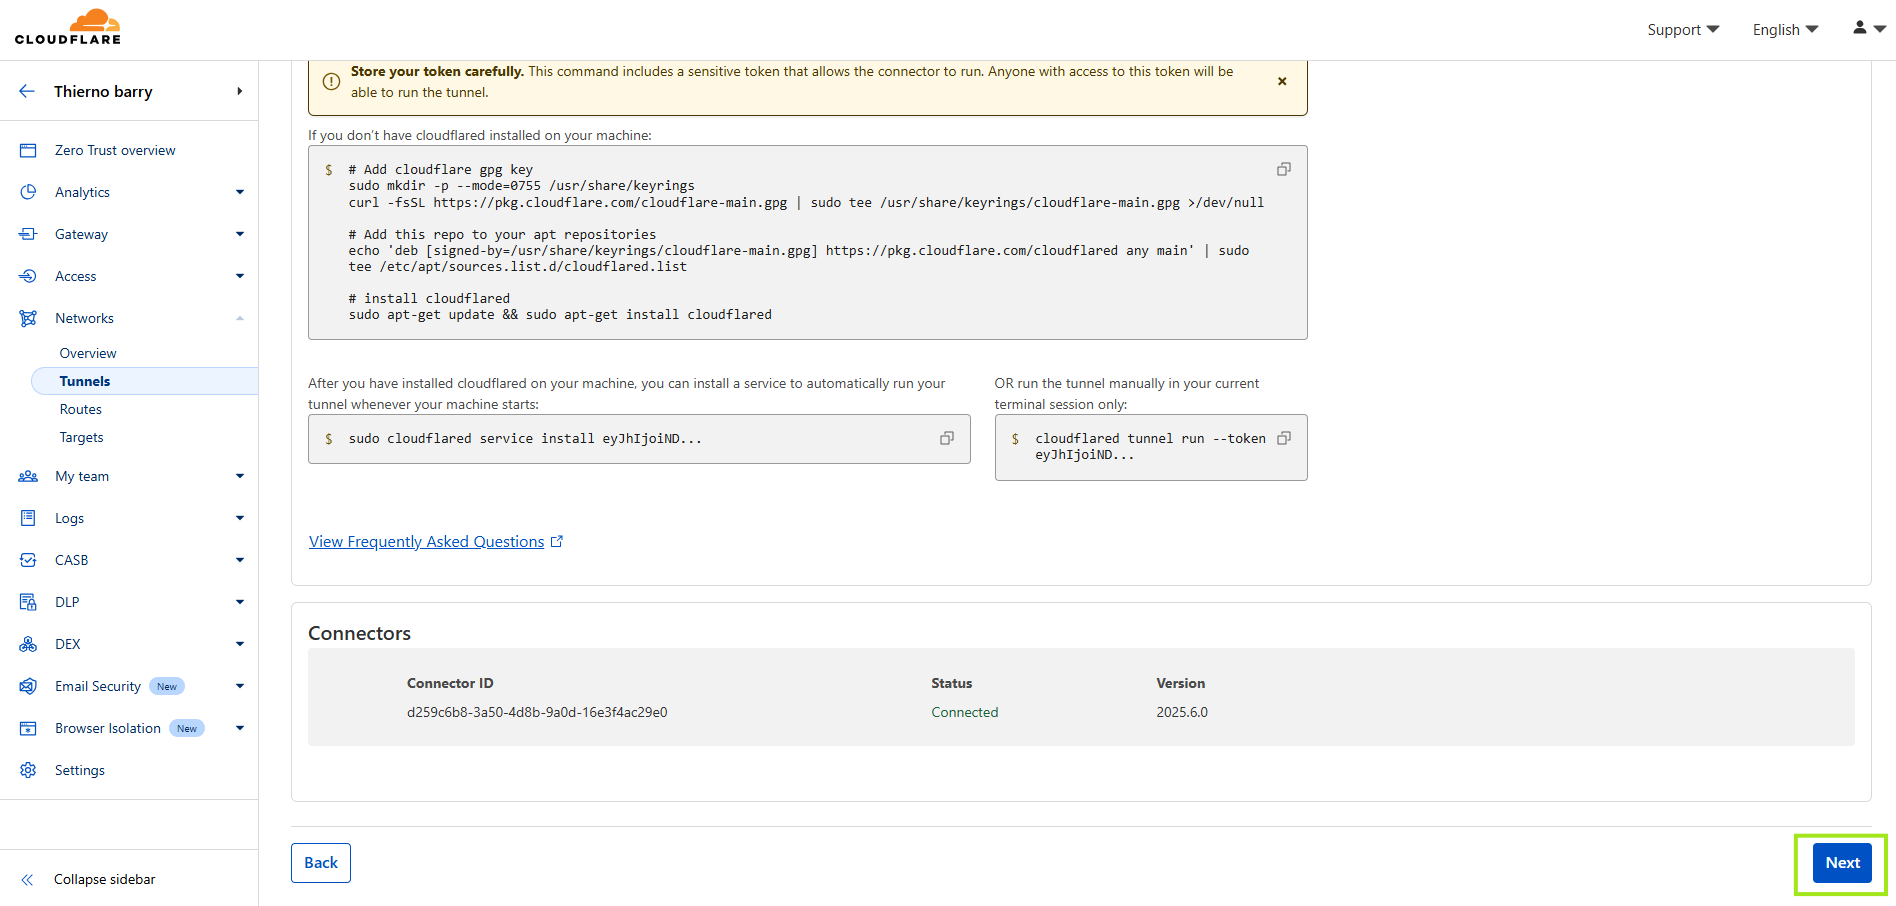 CLOUDFLARE
Support
English
Thierno barry
Zero Trust overview
Analytics
Gateway
Access
Networks
Overview
Tunnels
Routes
Targets
My team
Logs
CASB
DLP
DEX
Email Security New
Browser Isolation New
Settings
Collapse sidebar
Store your token carefully. This command includes a sensitive token that allows the connector to run. Anyone with access to this token will be
able to run the tunnel.
If you don't have cloudflared installed on your machine:
$ # Add cloudflare gpg key
sudo mkdir -p --mode=0755 /usr/share/keyrings
curl -fsSL https://pkg.cloudflare.com/cloudflare-main.gpg | sudo tee /usr/share/keyrings/cloudflare-main.gpg >/dev/null
# Add this repo to your apt repositories
echo 'deb [signed-by=/usr/share/keyrings/cloudflare-main.gpg] https://pkg.cloudflare.com/cloudflared any main' | sudo
tee /etc/apt/sources.list.d/cloudflared.list
# install cloudflared
sudo apt-get update && sudo apt-get install cloudflared
After you have installed cloudflared on your machine, you can install a service to automatically run your
tunnel whenever your machine starts:
$ sudo cloudflared service install eyJhIjoiND...
OR run the tunnel manually in your current
terminal session only:
$ cloudflared tunnel run --token
eyJhIjoiND...
View Frequently Asked Questions
Connectors
Connector ID Status Version
d259c6b8-3a50-4d8b-9a0d-16e3f4ac29e0 Connected 2025.6.0
Back
Next